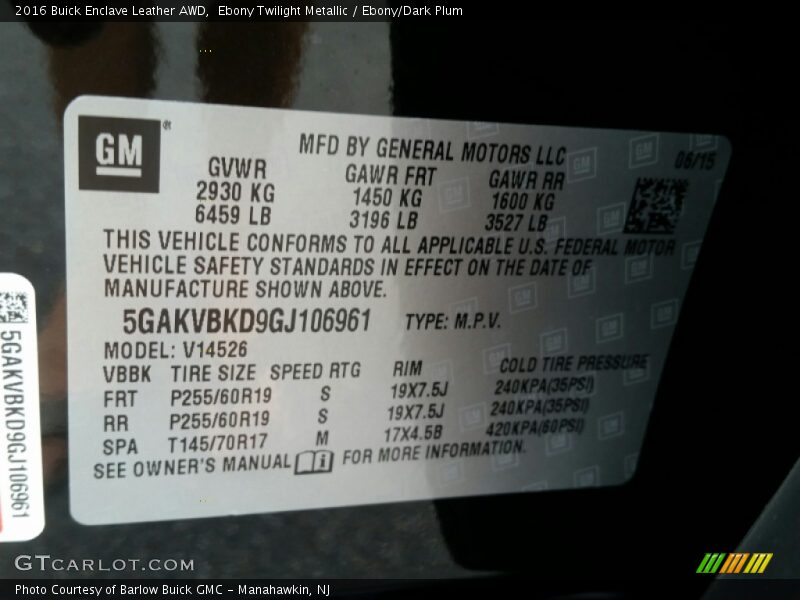 2016 Buick Enclave Leather AWD,  Ebony Twilight Metallic / Ebony/Dark Plum
GM®
MFD BY GENERAL MOTORS LLC
06/15
GVWR GAWR FRT GAWR RR
2930 KG 1450 KG 1600 KG
6459 LB 3196 LB 3527 LB
THIS VEHICLE CONFORMS TO ALL APPLICABLE U.S. FEDERAL MOTOR
VEHICLE SAFETY STANDARDS IN EFFECT ON THE DATE OF
MANUFACTURE SHOWN ABOVE.
5GAKVBKD9GJ106961 TYPE: M.P.V.
MODEL: V14526
VBBK TIRE SIZE SPEED RTG RIM COLD TIRE PRESSURE
FRT P255/60R19 S 19X7.5J 240KPA(35PSI)
RR P255/60R19 S 19X7.5J 240KPA(35PSI)
SPA T145/70R17 M 17X4.5B 420KPA(60PSI)
SEE OWNER'S MANUAL FOR MORE INFORMATION.
5GAKVBKD9GJ106961
GTCARLOT.COM
Photo Courtesy of Barlow Buick GMC - Manahawkin, NJ